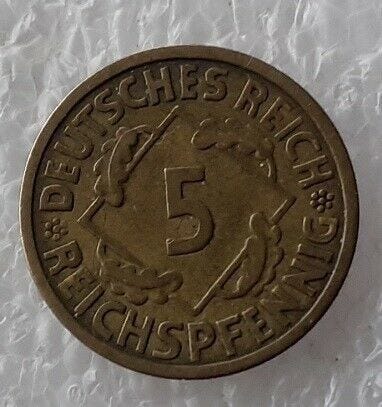 DEUTSCHES REICH
5
REICHSPFENNIG